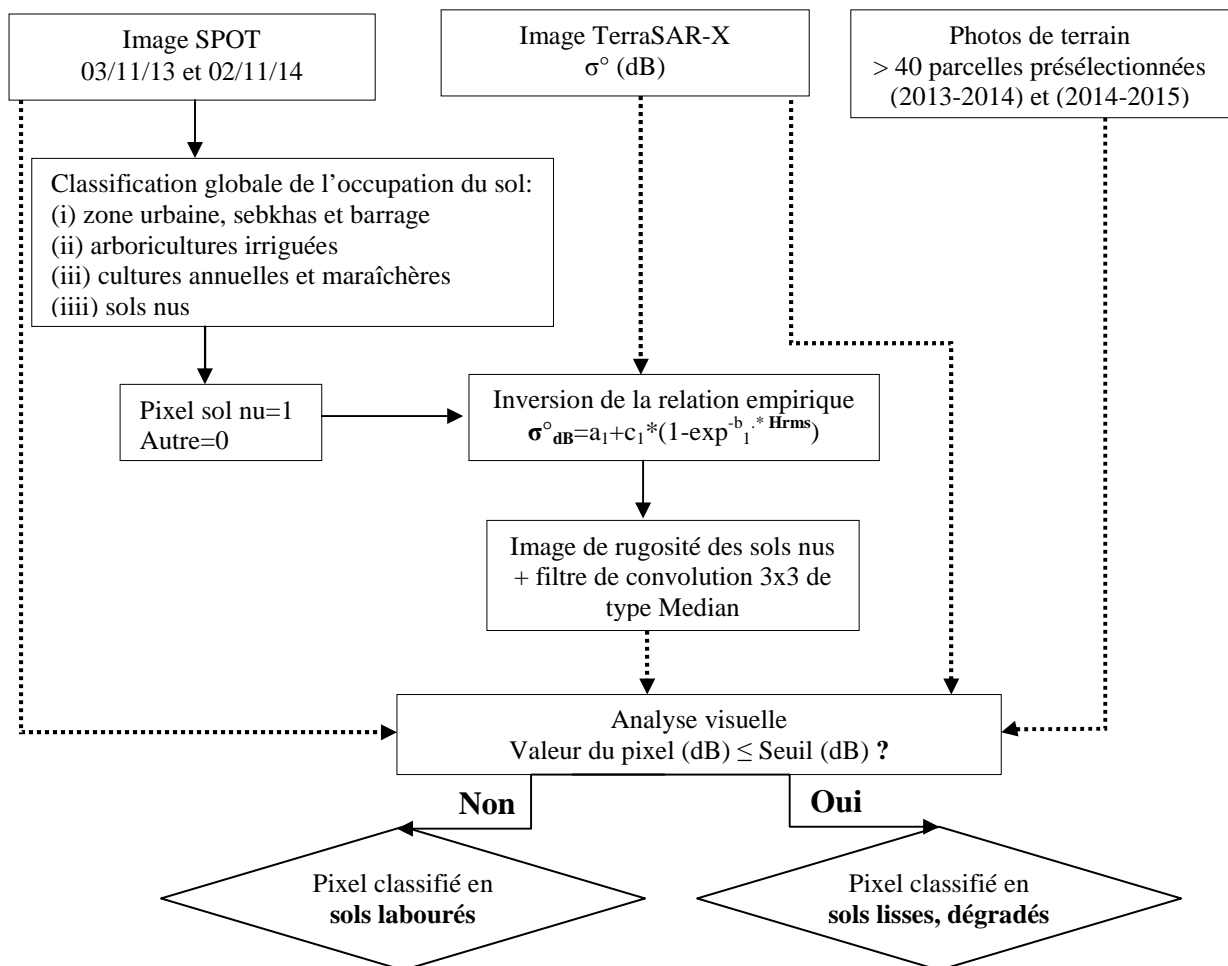 Image SPOT
03/11/13 et 02/11/14
Image TerraSAR-X
σ° (dB)
Photos de terrain
> 40 parcelles présélectionnées
(2013-2014) et (2014-2015)
Classification globale de l’occupation du sol:
(i) zone urbaine, sebkhas et barrage
(ii) arboricultures irriguées
(iii) cultures annuelles et maraîchères
(iiii) sols nus
Pixel sol nu=1
Autre=0
Inversion de la relation empirique
σ°dB=a1+c1*(1-exp-b1.* Hrms)
Image de rugosité des sols nus
+ filtre de convolution 3x3 de
type Median
Analyse visuelle
Valeur du pixel (dB) ≤ Seuil (dB) ?
Non
Oui
Pixel classifié en
sols labourés
Pixel classifié en
sols lisses, dégradés